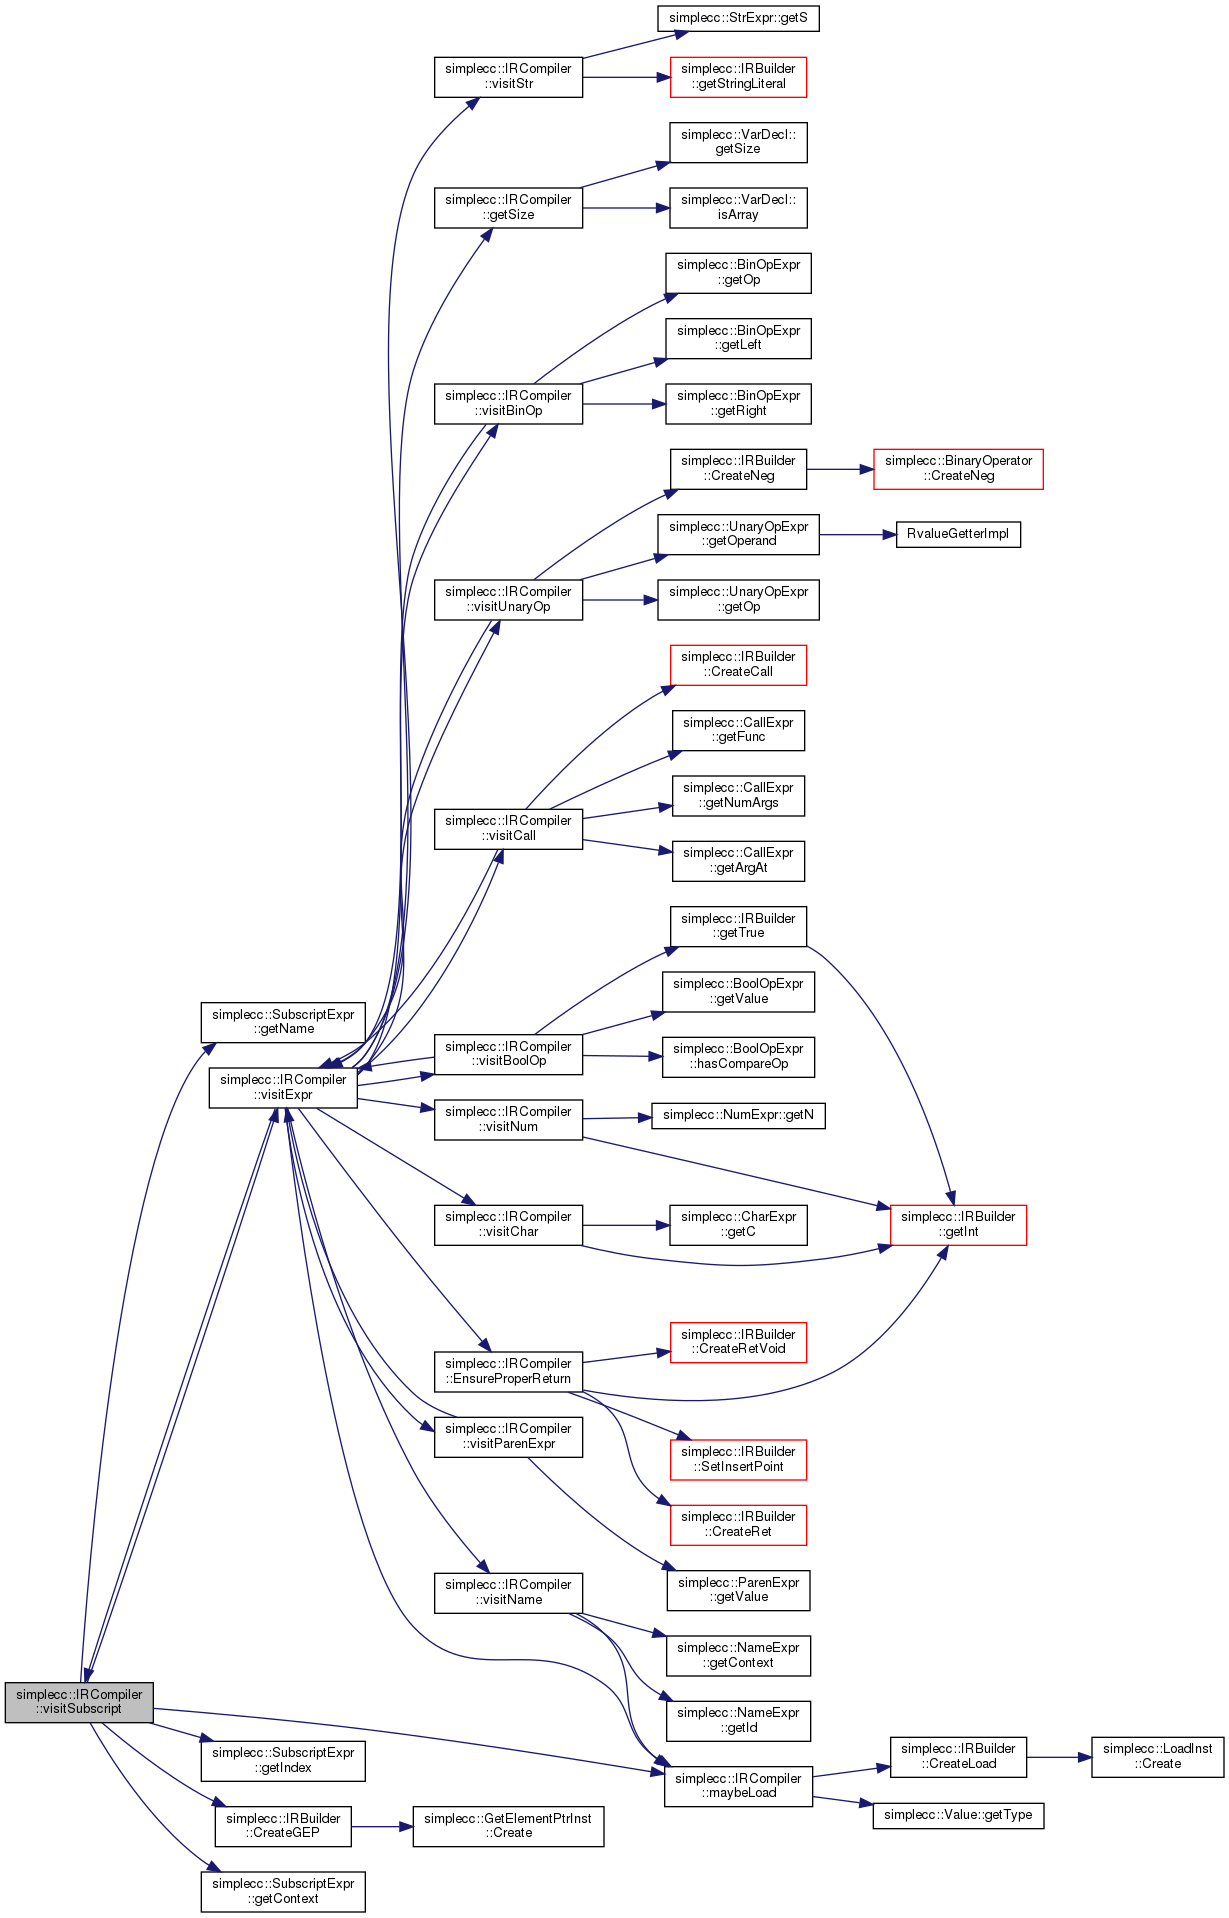 simplecc::StrExpr::getS
simplecc::IRCompiler
::visitStr
simplecc::IRBuilder
::getStringLiteral
simplecc::VarDecl::
getSize
simplecc::IRCompiler
::getSize
simplecc::VarDecl::
isArray
simplecc::BinOpExpr
::getOp
simplecc::BinOpExpr
::getLeft
simplecc::IRCompiler
::visitBinOp
simplecc::BinOpExpr
::getRight
simplecc::IRBuilder
::CreateNeg
simplecc::BinaryOperator
::CreateNeg
simplecc::UnaryOpExpr
::getOperand
RvalueGetterImpl
simplecc::IRCompiler
::visitUnaryOp
simplecc::UnaryOpExpr
::getOp
simplecc::IRBuilder
::CreateCall
simplecc::CallExpr
::getFunc
simplecc::CallExpr
::getNumArgs
simplecc::IRCompiler
::visitCall
simplecc::CallExpr
::getArgAt
simplecc::IRBuilder
::getTrue
simplecc::BoolOpExpr
::getValue
simplecc::SubscriptExpr
::getName
simplecc::IRCompiler
::visitBoolOp
simplecc::BoolOpExpr
::hasCompareOp
simplecc::IRCompiler
::visitExpr
simplecc::IRCompiler
::visitNum
simplecc::NumExpr::getN
simplecc::IRCompiler
::visitChar
simplecc::CharExpr
::getC
simplecc::IRBuilder
::getInt
simplecc::IRBuilder
::CreateRetVoid
simplecc::IRCompiler
::EnsureProperReturn
simplecc::IRCompiler
::visitParenExpr
simplecc::IRBuilder
::SetInsertPoint
simplecc::IRBuilder
::CreateRet
simplecc::ParenExpr
::getValue
simplecc::IRCompiler
::visitName
simplecc::NameExpr
::getContext
simplecc::IRCompiler
::visitSubscript
simplecc::NameExpr
::getId
simplecc::SubscriptExpr
::getIndex
simplecc::IRCompiler
::maybeLoad
simplecc::IRBuilder
::CreateLoad
simplecc::LoadInst
::Create
simplecc::Value::getType
simplecc::IRBuilder
::CreateGEP
simplecc::GetElementPtrInst
::Create
simplecc::SubscriptExpr
::getContext